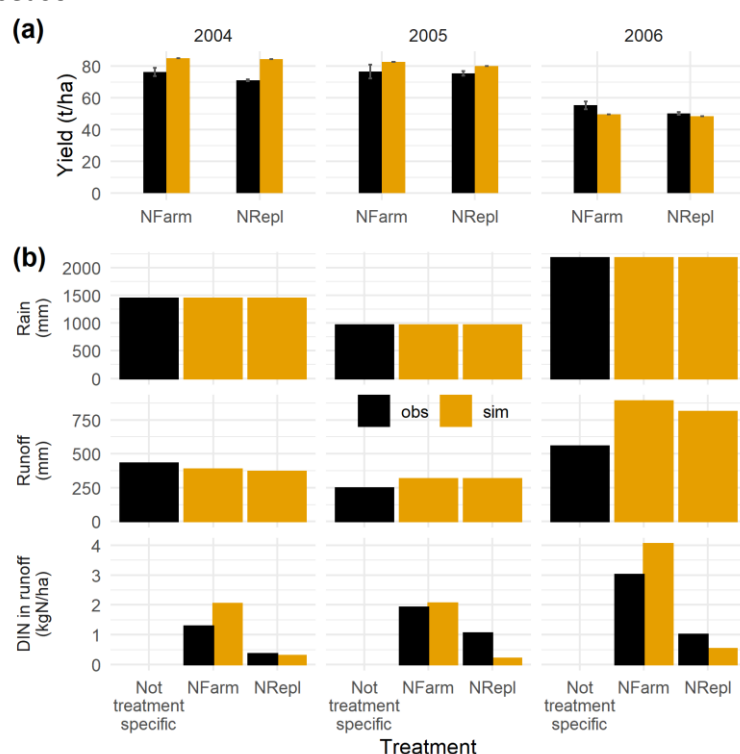 (a)
2004 2005 2006
Yield (t/ha)
80
60
40
20
0
NFarm NRepl NFarm NRepl NFarm NRepl
(b)
Rain
(mm)
2000
1500
1000
500
0
obs sim
Runoff
(mm)
750
500
250
0
DIN in runoff
(kgN/ha)
4
3
2
1
0
Not NFarm NRepl Not NFarm NRepl Not NFarm NRepl
treatment treatment treatment
specific specific specific
Treatment